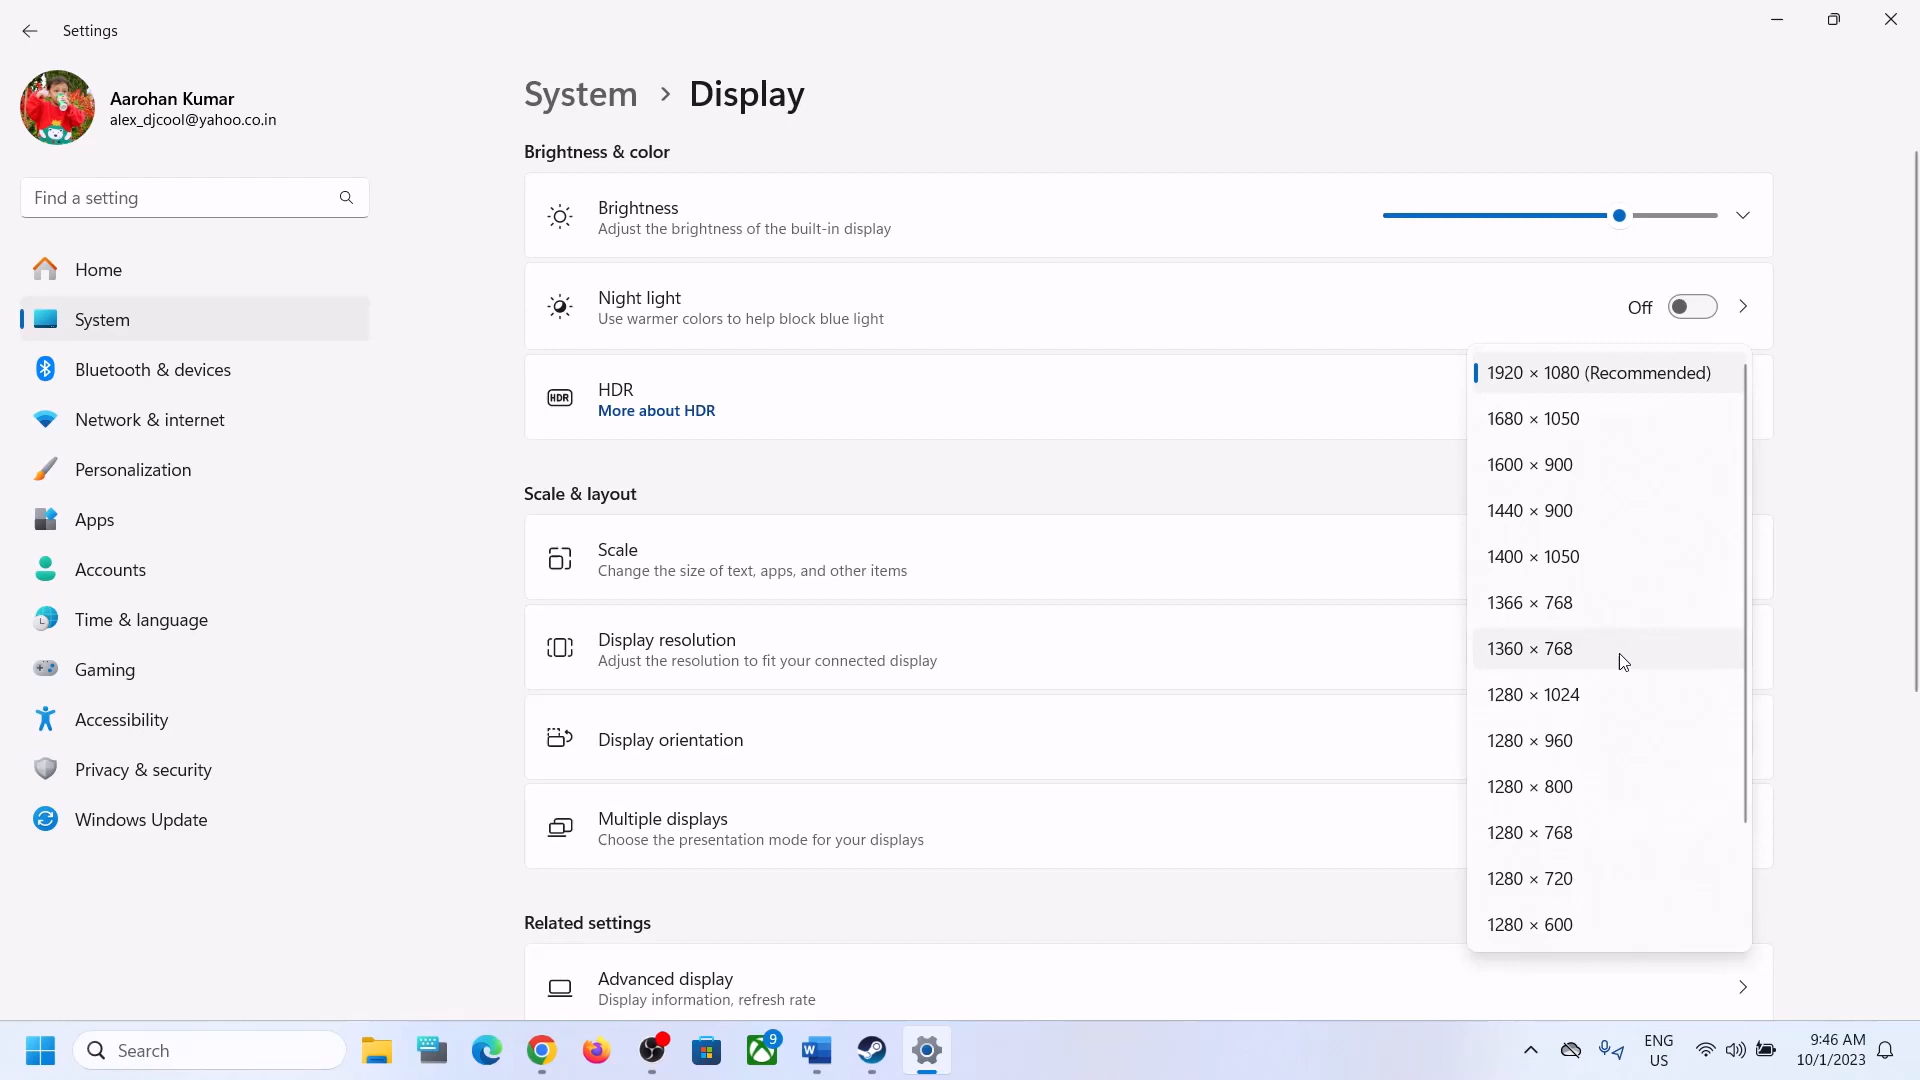 Settings
Aarohan Kumar
alex_djcool@yahoo.co.in
Find a setting
Home
System
Bluetooth & devices
Network & internet
Personalization
Apps
Accounts
Time & language
Gaming
Accessibility
Privacy & security
Windows Update
System > Display
Brightness & color
Brightness
Adjust the brightness of the built-in display
Night light
Use warmer colors to help block blue light
Off
HDR
HDR
More about HDR
Scale & layout
Scale
Change the size of text, apps, and other items
Display resolution
Adjust the resolution to fit your connected display
Display orientation
Multiple displays
Choose the presentation mode for your displays
Related settings
Advanced display
Display information, refresh rate
1920 × 1080 (Recommended)
1680 × 1050
1600 × 900
1440 × 900
1400 × 1050
1366 × 768
1360 × 768
1280 × 1024
1280 × 960
1280 × 800
1280 × 768
1280 × 720
1280 × 600
Search
9
W
ENG
US
9:46 AM
10/1/2023